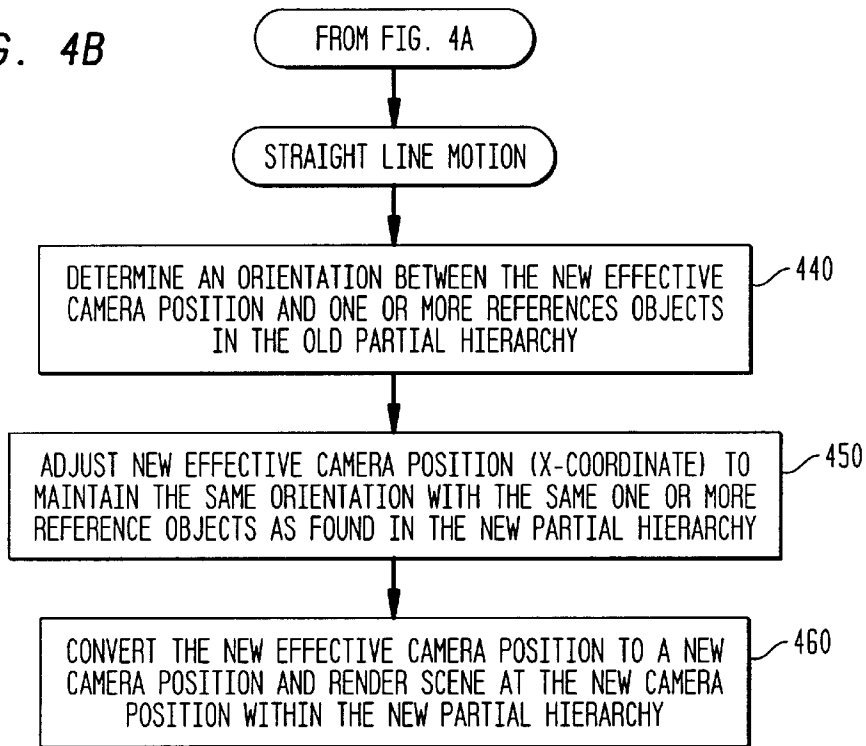 G. 4B
FROM FIG. 4A
STRAIGHT LINE MOTION
DETERMINE AN ORIENTATION BETWEEN THE NEW EFFECTIVE
CAMERA POSITION AND ONE OR MORE REFERENCES OBJECTS
IN THE OLD PARTIAL HIERARCHY
440
ADJUST NEW EFFECTIVE CAMERA POSITION (X-COORDINATE) TO
MAINTAIN THE SAME ORIENTATION WITH THE SAME ONE OR MORE
REFERENCE OBJECTS AS FOUND IN THE NEW PARTIAL HIERARCHY
450
CONVERT THE NEW EFFECTIVE CAMERA POSITION TO A NEW
CAMERA POSITION AND RENDER SCENE AT THE NEW CAMERA
POSITION WITHIN THE NEW PARTIAL HIERARCHY
460